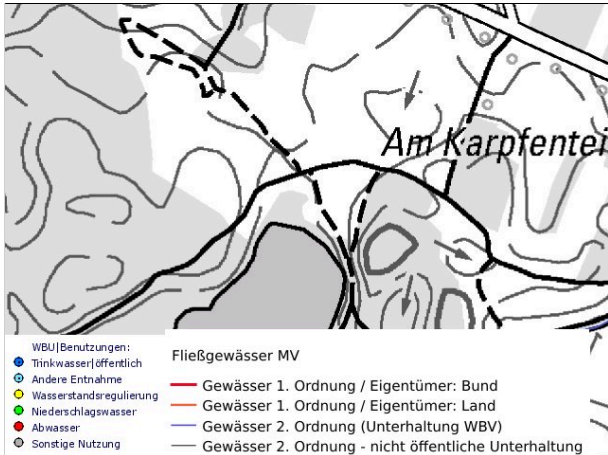 Am Karpfentei
WBU|Benutzungen:
Trinkwasser|öffentlich
Andere Entnahme
Wasserstandsregulierung
Niederschlagswasser
Abwasser
Sonstige Nutzung
Fließgewässer MV
Gewässer 1. Ordnung / Eigentümer: Bund
Gewässer 1. Ordnung / Eigentümer: Land
Gewässer 2. Ordnung (Unterhaltung WBV)
Gewässer 2. Ordnung - nicht öffentliche Unterhaltung